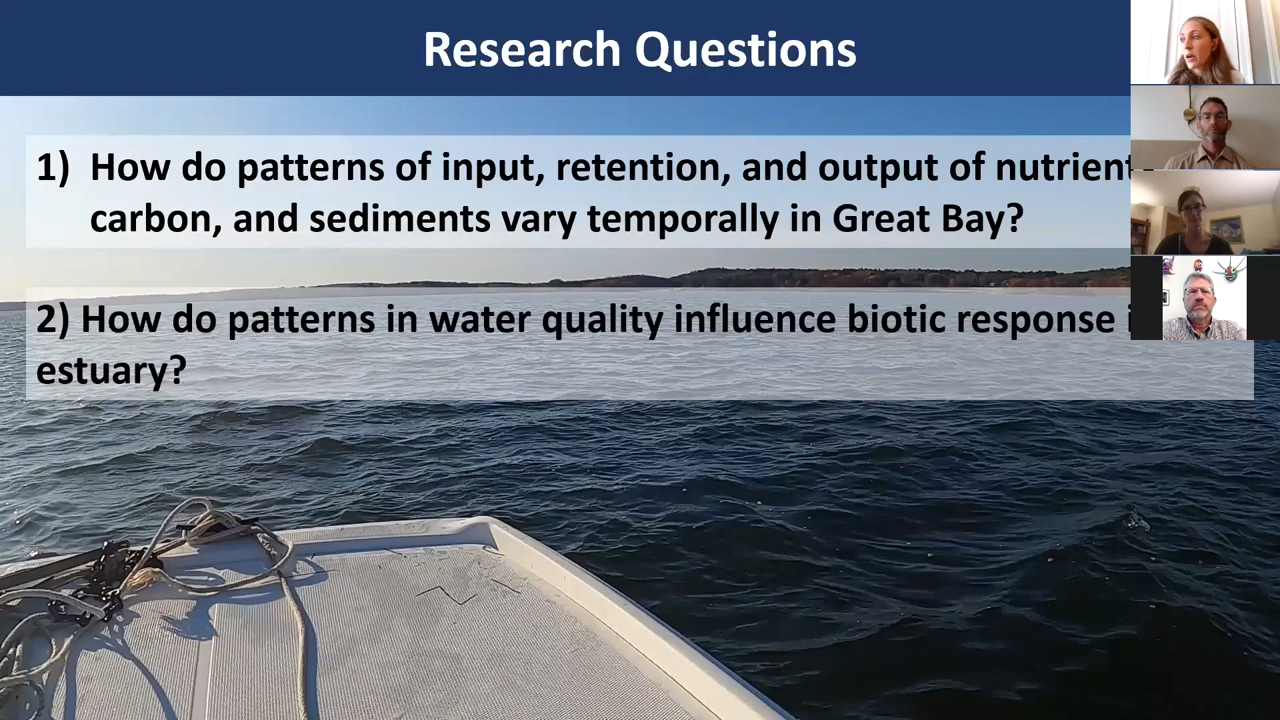 Research Questions
1) How do patterns of input, retention, and output of
carbon, and sediments vary temporally in Great Bay?
2) How do patterns in water quality influence biotic response
estuary?